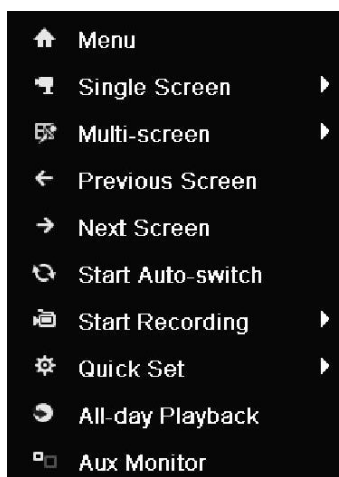 Menu
Single Screen
Multi-screen
Previous Screen
Next Screen
Start Auto-switch
Start Recording
Quick Set
All-day Playback
Aux Monitor